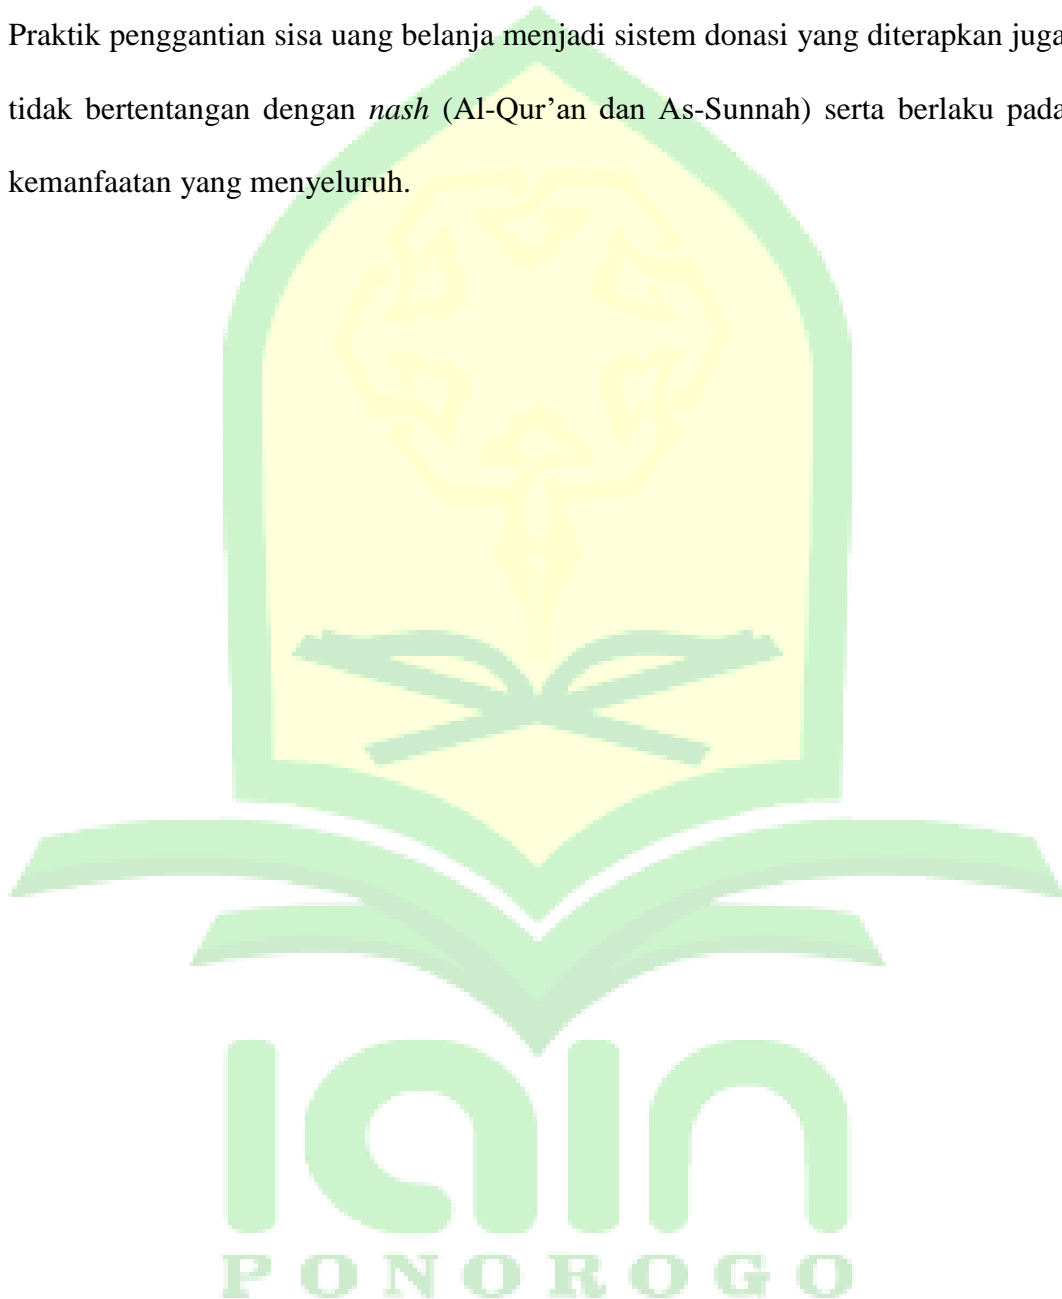 Praktik penggantian sisa uang belanja menjadi sistem donasi yang diterapkan juga
tidak bertentangan dengan nash (Al-Qur’an dan As-Sunnah) serta berlaku pada
kemanfaatan yang menyeluruh.
IAIN
PONOROGO